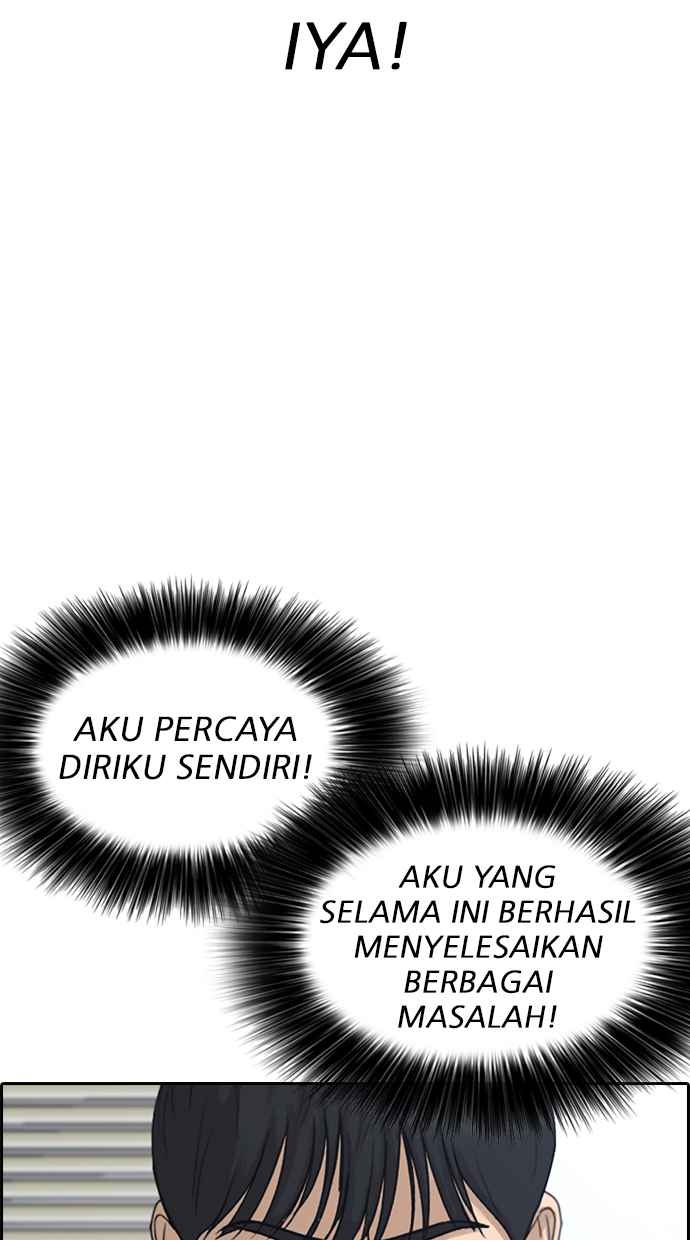 IYA!
AKU PERCAYA
DIRIKU SENDIRI!
AKU YANG
SELAMA INI BERHASIL
MENYELESAIKAN
BERBAGAI
MASALAH!